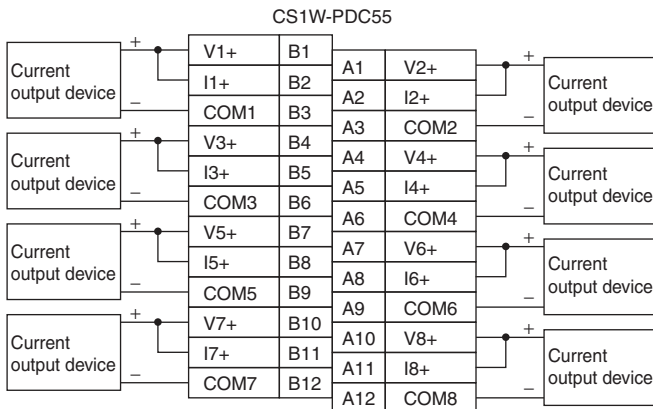 CS1W-PDC55
+
V1+ B1
Current
output device
I1+ B2
−
COM1 B3
+
V3+ B4
Current
output device
I3+ B5
−
COM3 B6
+
V5+ B7
Current
output device
I5+ B8
−
COM5 B9
+
V7+ B10
Current
output device
I7+ B11
−
COM7 B12
A1 V2+
+
Current
output device
A2 I2+
A3 COM2
−
A4 V4+
+
Current
output device
A5 I4+
A6 COM4
−
A7 V6+
+
Current
output device
A8 I6+
A9 COM6
−
A10 V8+
+
Current
output device
A11 I8+
A12 COM8
−